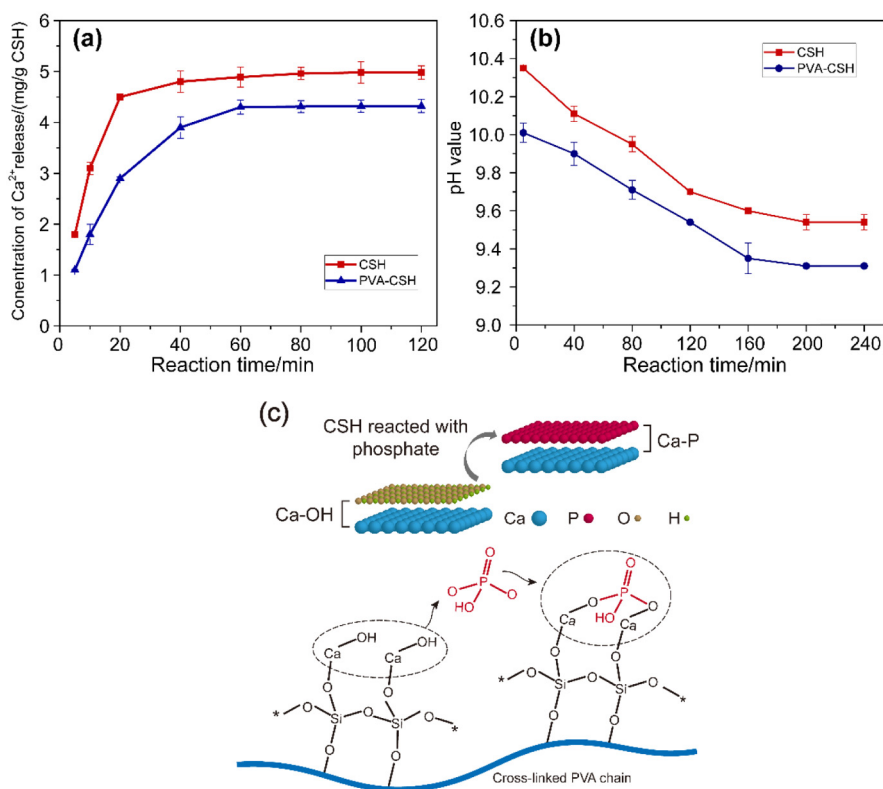 (a)
Conentration of Ca2+ release/(mg/g CSH)
6
5
4
3
2
1
0
CSH
PVA-CSH
0
20
40
60
80
100
120
Reaction time/min
(b)
pH value
10.6
10.4
10.2
10.0
9.8
9.6
9.4
9.2
9.0
CSH
PVA-CSH
0
40
80
120
160
200
240
Reaction time/min
(c)
CSH reacted with
phosphate
Ca-P
Ca-OH
Ca P O H
O
O P O
HO
O
O P O
HO
Ca Ca
OH OH
Ca Ca
O O
O O
* O Si O Si O *
* O Si O Si O *
O O
O O
Cross-linked PVA chain